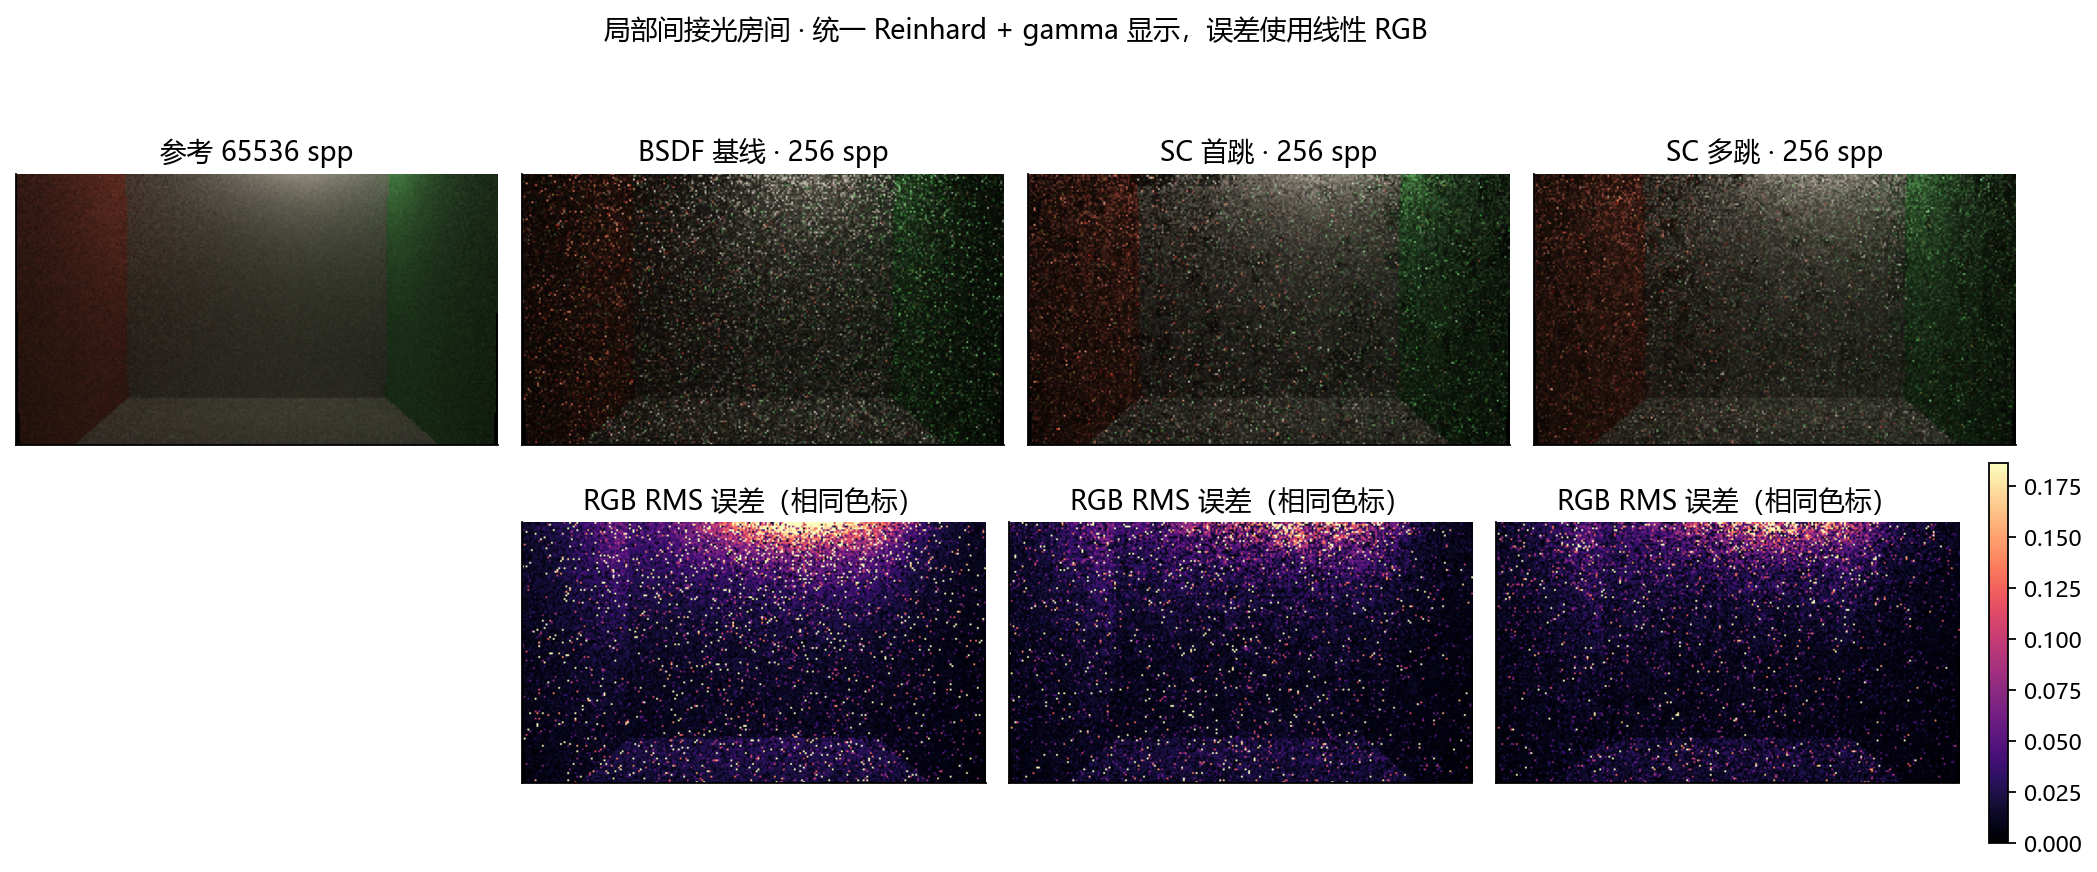 局部间接光房间 · 统一 Reinhard + gamma 显示，误差使用线性 RGB
参考 65536 spp
BSDF 基线 · 256 spp
SC 首跳 · 256 spp
SC 多跳 · 256 spp
RGB RMS 误差（相同色标）
RGB RMS 误差（相同色标）
RGB RMS 误差（相同色标）
0.175
0.150
0.125
0.100
0.075
0.050
0.025
0.000